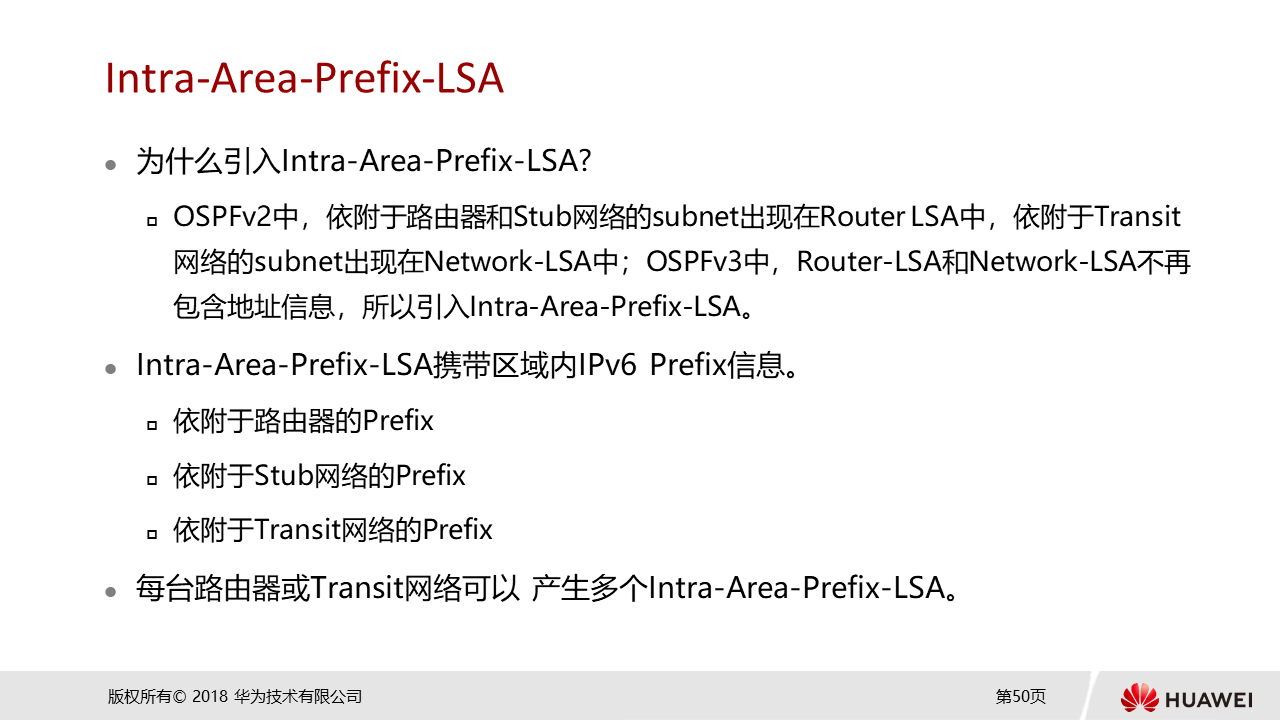 Intra-Area-Prefix-LSA
为什么引入Intra-Area-Prefix-LSA?
OSPFv2中，依附于路由器和Stub网络的subnet出现在Router LSA中，依附于Transit
网络的subnet出现在Network-LSA中；OSPFv3中，Router-LSA和Network-LSA不再
包含地址信息，所以引入Intra-Area-Prefix-LSA。
Intra-Area-Prefix-LSA携带区域内IPv6 Prefix信息。
依附于路由器的Prefix
依附于Stub网络的Prefix
依附于Transit网络的Prefix
每台路由器或Transit网络可以 产生多个Intra-Area-Prefix-LSA。
版权所有© 2018 华为技术有限公司
第50页
HUAWEI